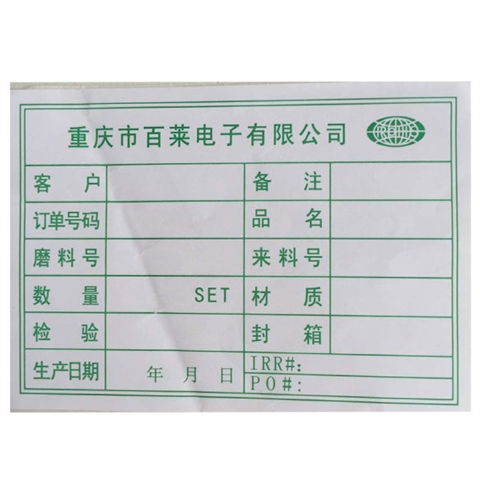 重庆市百莱电子有限公司
客户 备注
订单号码 品名
磨料号 来料号
数量 SET 材质
检验 封箱
生产日期 年月日 IRR#:
PO#: